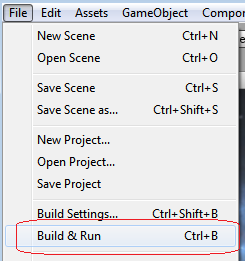 File Edit Assets GameObject Compo
New Scene Ctrl+N
Open Scene Ctrl+O
Save Scene Ctrl+S
Save Scene as... Ctrl+Shift+S
New Project...
Open Project...
Save Project
Build Settings... Ctrl+Shift+B
Build & Run Ctrl+B